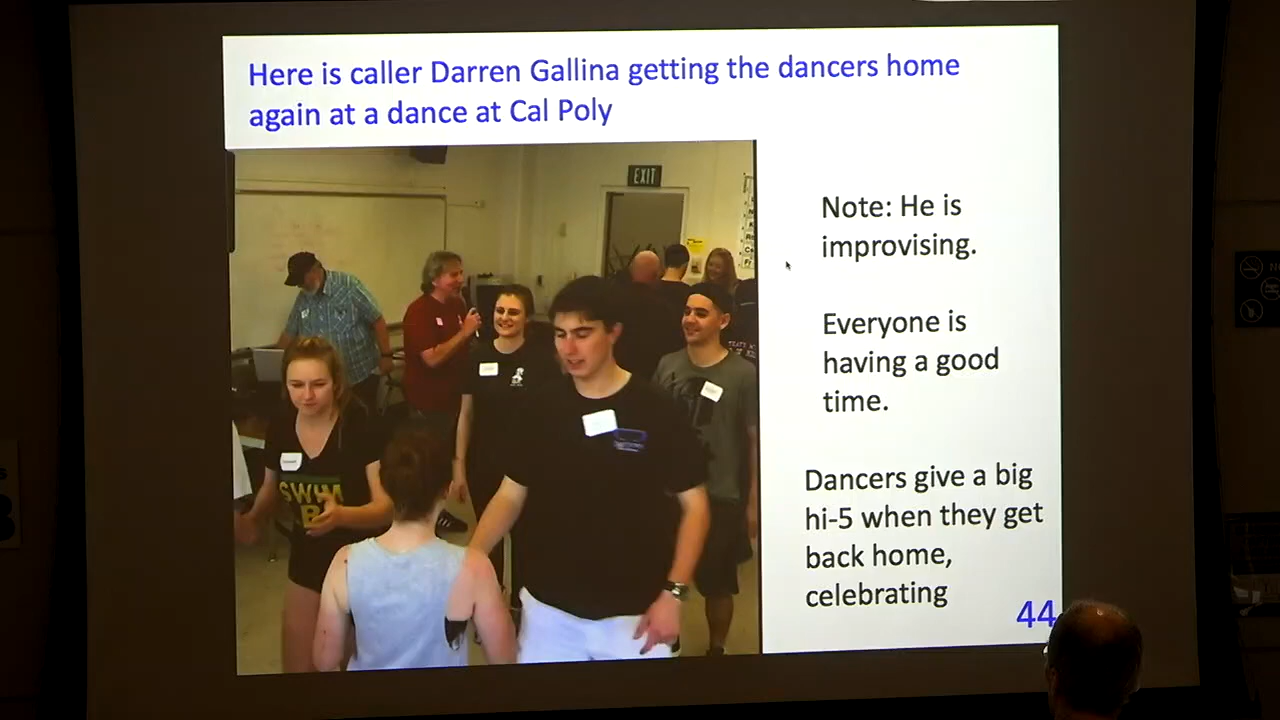 Here is caller Darren Gallina getting the dancers home
again at a dance at Cal Poly
EXIT
Note: He is
improvising.
Everyone is
having a good
time.
SWIM
Dancers give a big
hi-5 when they get
back home,
celebrating
44